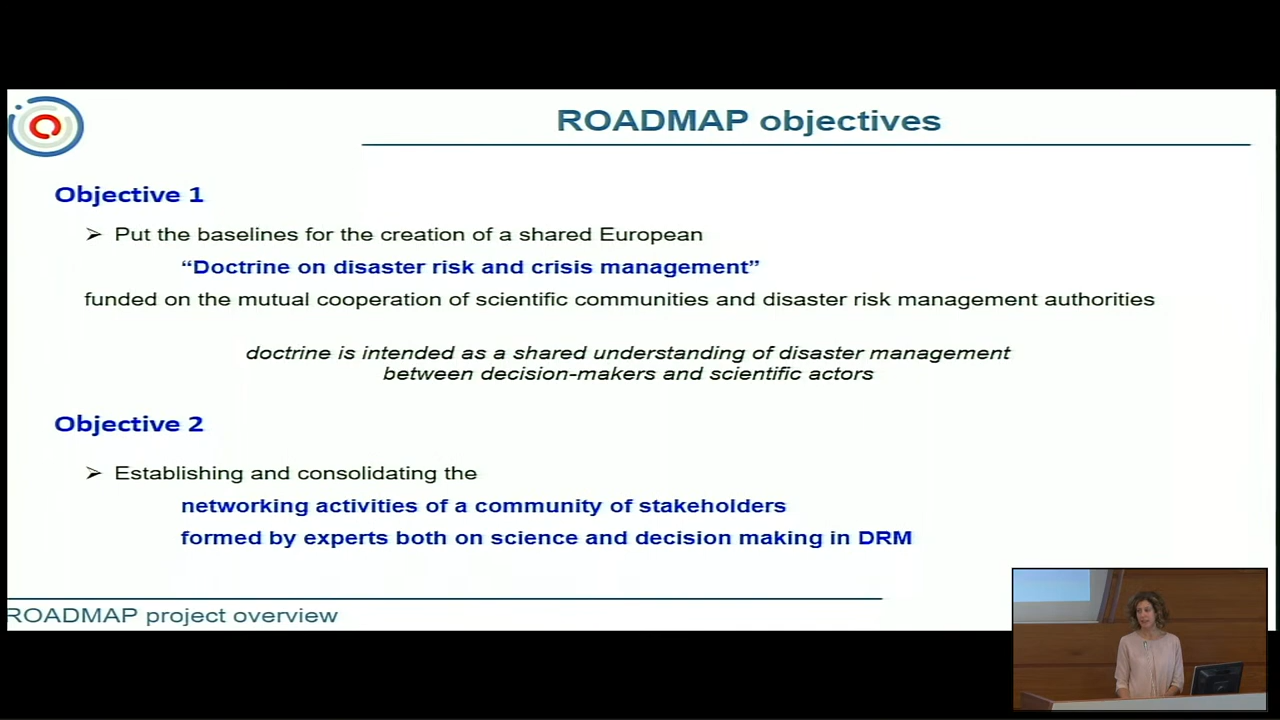 ROADMAP objectives
Objective 1
➢ Put the baselines for the creation of a shared European
“Doctrine on disaster risk and crisis management”
funded on the mutual cooperation of scientific communities and disaster risk management authorities
doctrine is intended as a shared understanding of disaster management
between decision-makers and scientific actors
Objective 2
➢ Establishing and consolidating the
networking activities of a community of stakeholders
formed by experts both on science and decision making in DRM
ROADMAP project overview